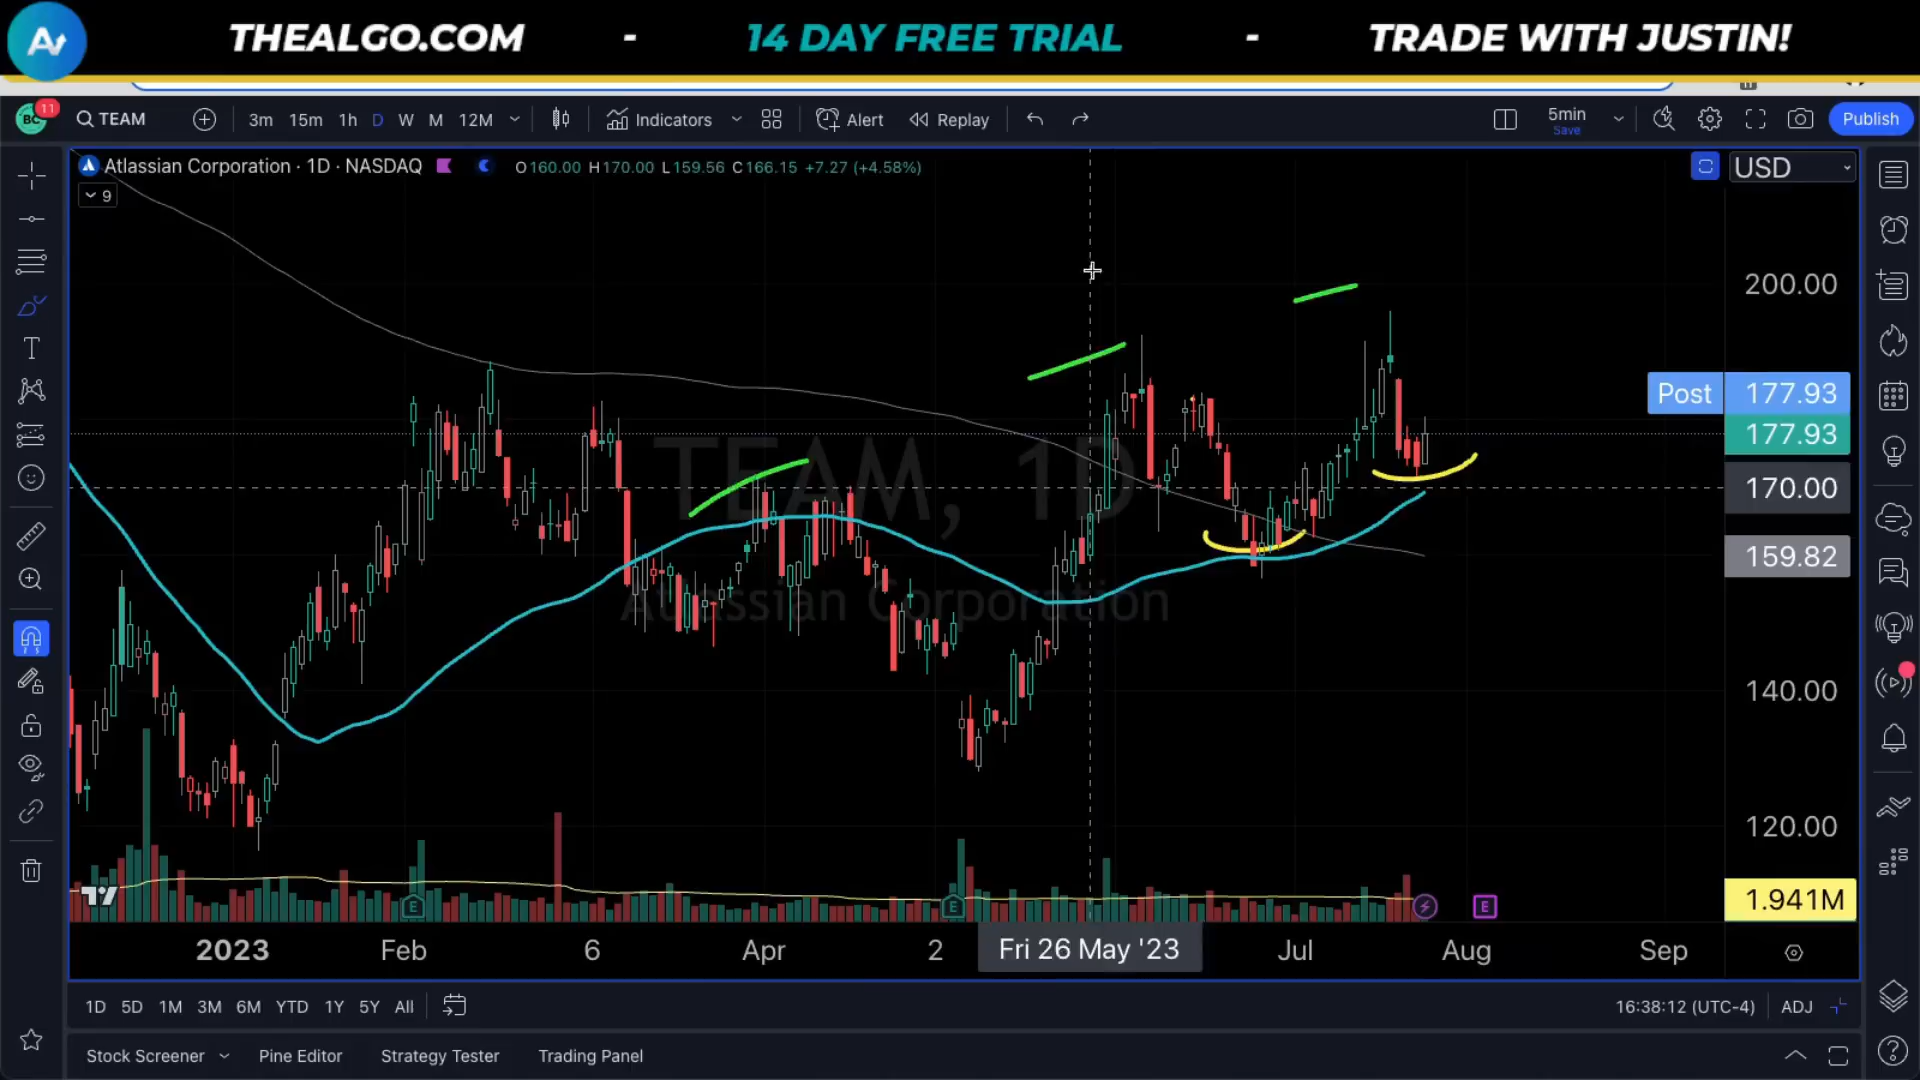 THEALGO.COM - 14 DAY FREE TRIAL - TRADE WITH JUSTIN!
BC 11 TEAM 3m 15m 1h D W M 12M Indicators Alert Replay 5min Save Publish
Atlassian Corporation · 1D · NASDAQ O160.00 H170.00 L159.56 C166.15 +7.27 (+4.58%) USD
9
200.00
Post 177.93
177.93
TEAM, 1D
170.00
159.82
Atlassian Corporation
140.00
120.00
1.941M
E E E
2023 Feb 6 Apr 2 Fri 26 May '23 Jul Aug Sep
1D 5D 1M 3M 6M YTD 1Y 5Y All 16:38:12 (UTC-4) ADJ
Stock Screener Pine Editor Strategy Tester Trading Panel